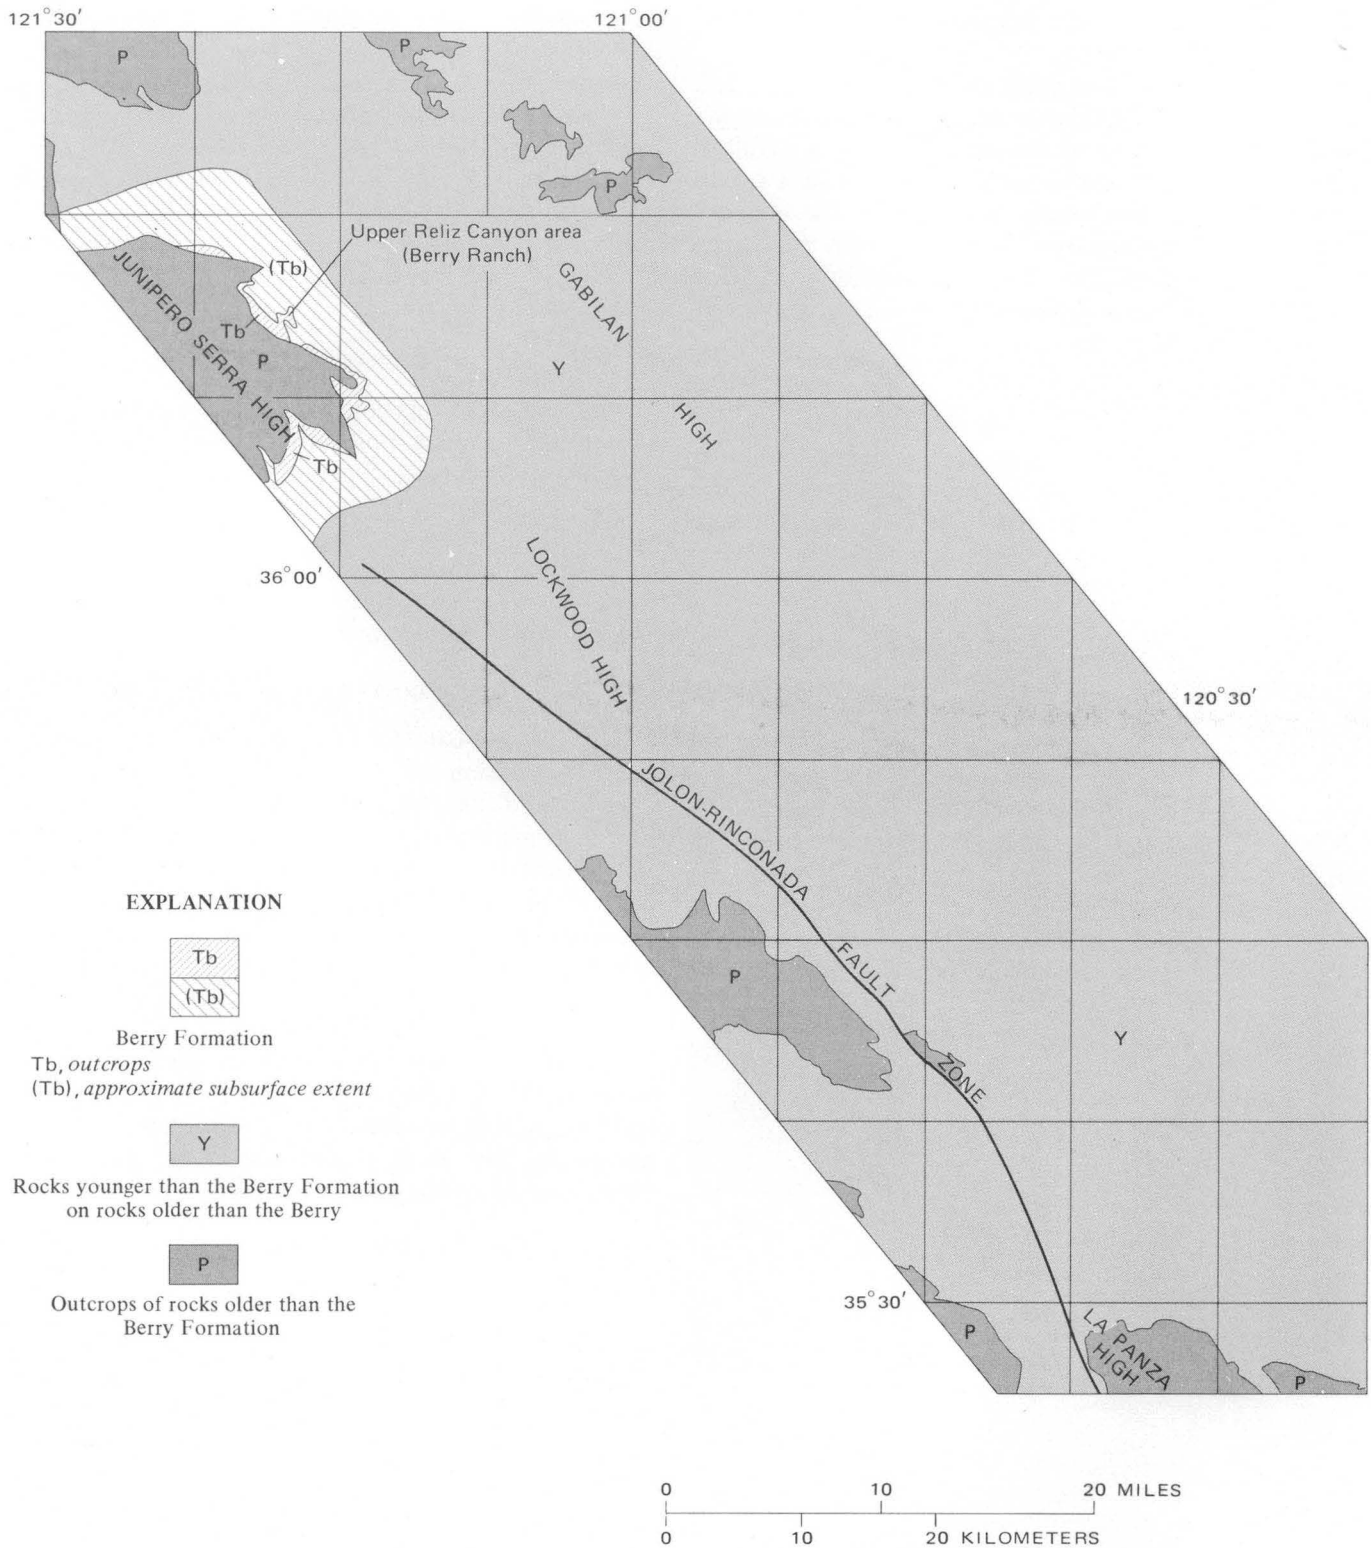 121°30′
121°00′
P
P
P
Upper Reliz Canyon area
(Berry Ranch)
(Tb)
JUNIPERO SERRA HIGH
Tb
P
GABILAN
HIGH
Y
Tb
36°00′
LOCKWOOD HIGH
120°30′
JOLON-RINCONADA
FAULT
ZONE
P
Y
35°30′
P
LA PANZA
HIGH
P
EXPLANATION
Tb
(Tb)
Berry Formation
Tb, outcrops
(Tb), approximate subsurface extent
Y
Rocks younger than the Berry Formation
on rocks older than the Berry
P
Outcrops of rocks older than the
Berry Formation
0 10 20 MILES
0 10 20 KILOMETERS